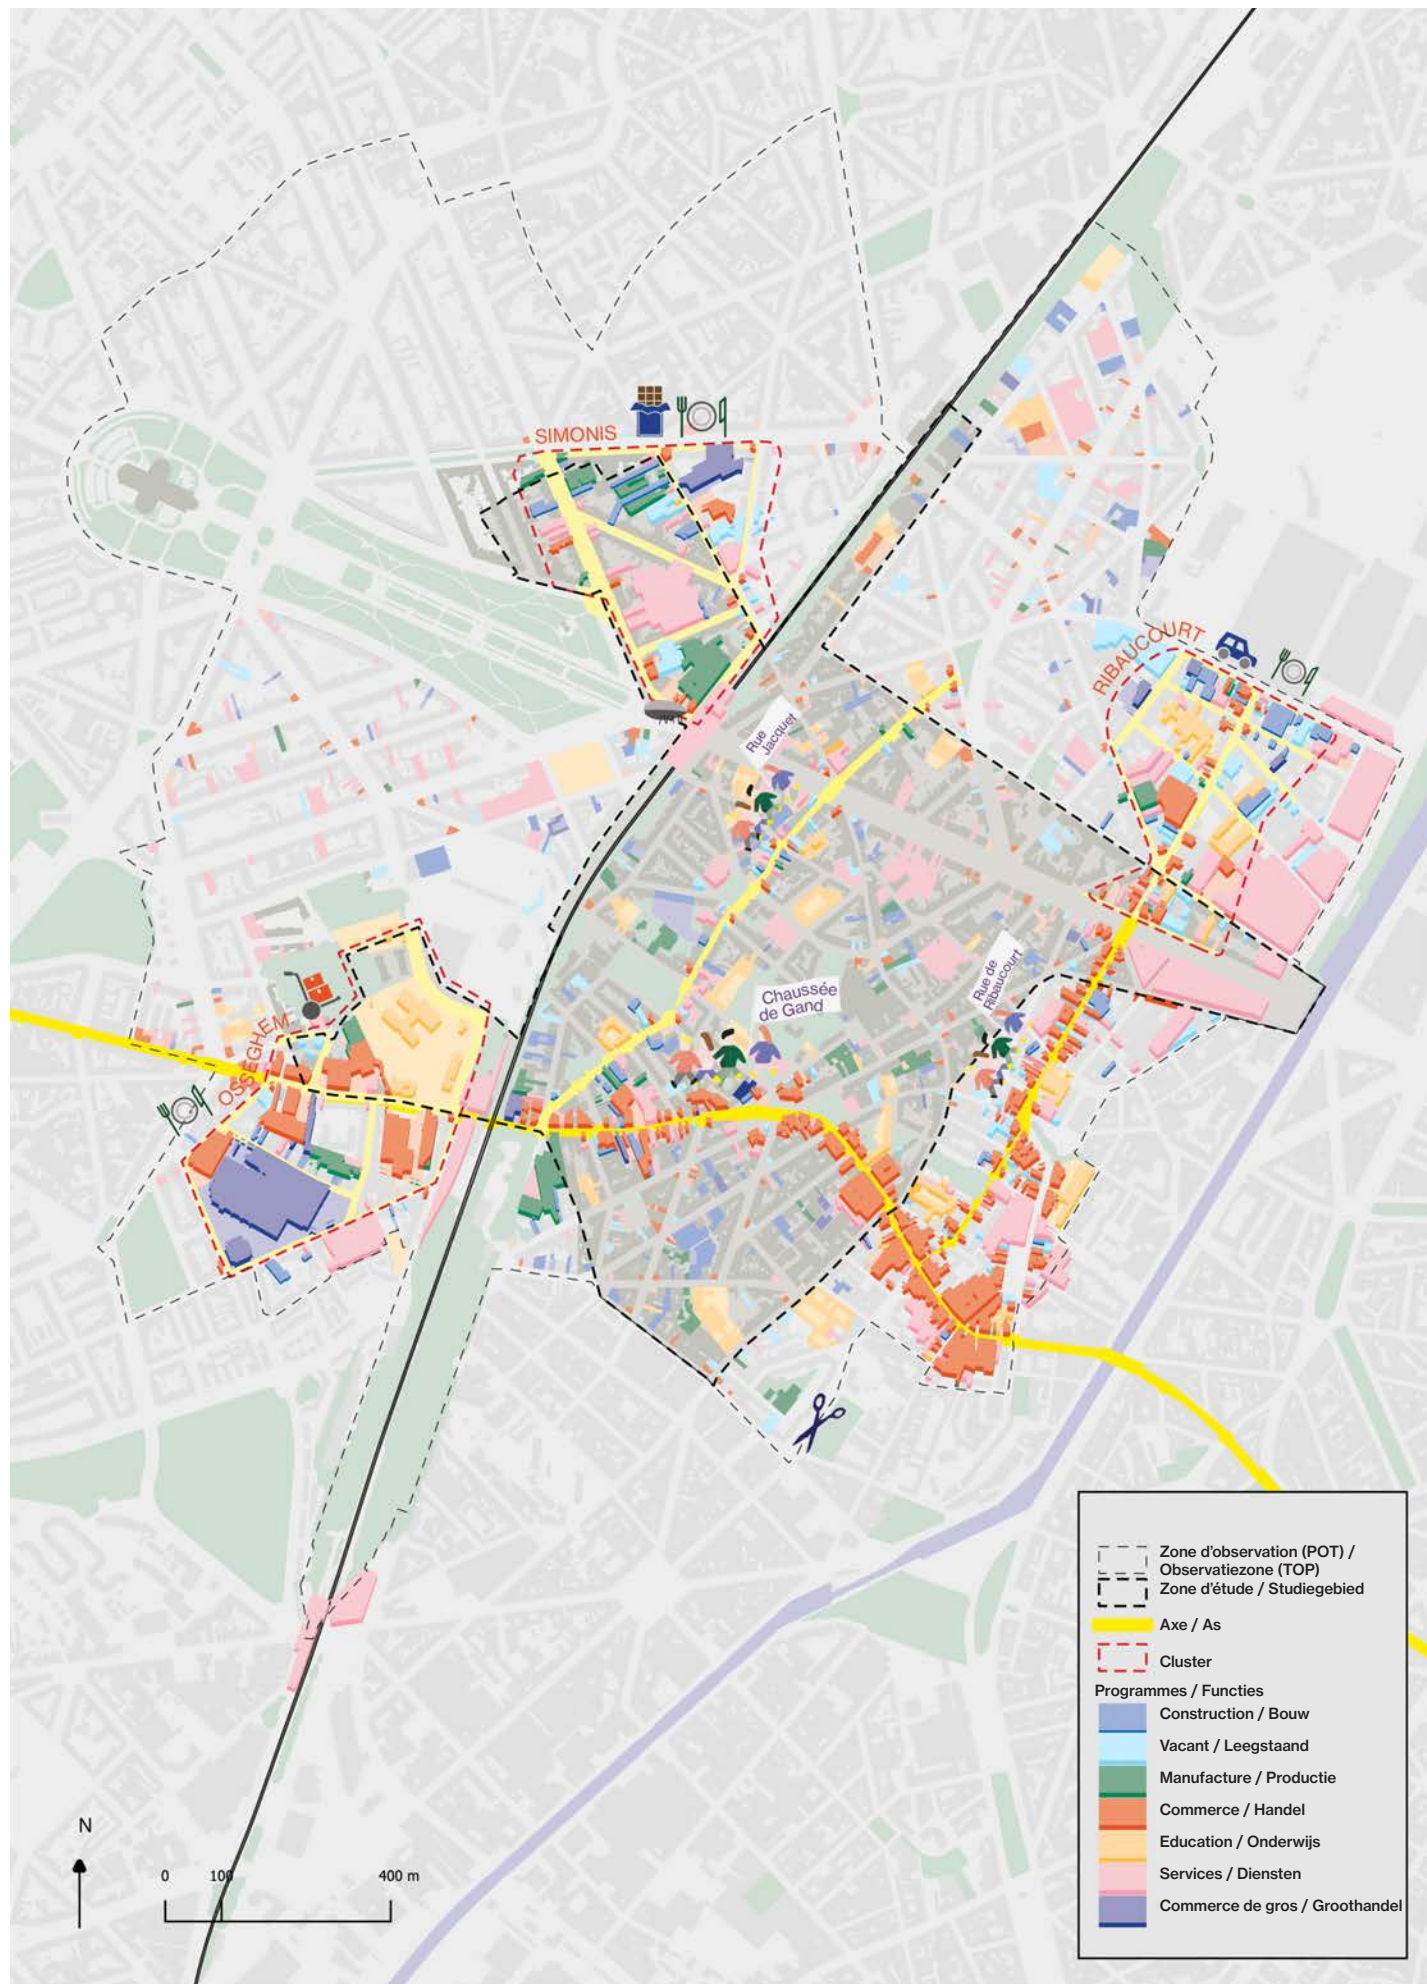 SIMONIS
RIBAUCOURT
Rue
Jacquet
Rue de
Ribaucourt
Chaussée
de Gand
OSSEGHEM
Zone d'observation (POT) /
Observatiezone (TOP)
Zone d'étude / Studiegebied
Axe / As
Cluster
Programmes / Functies
Construction / Bouw
Vacant / Leegstaand
Manufacture / Productie
Commerce / Handel
Education / Onderwijs
Services / Diensten
Commerce de gros / Groothandel
N
0 100 400 m